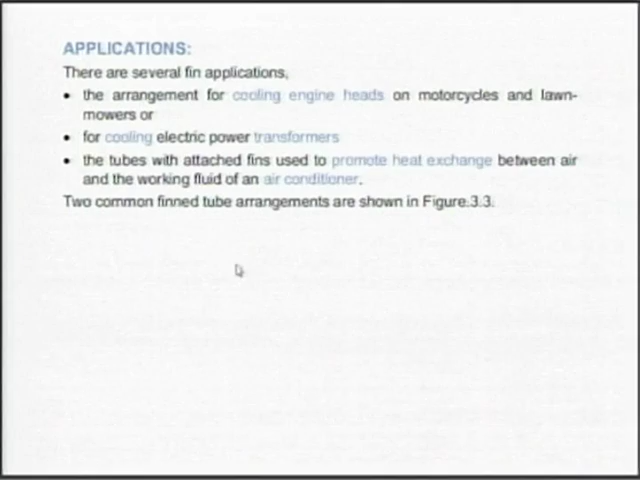 APPLICATIONS:
There are several fin applications,
• the arrangement for cooling engine heads on motorcycles and lawn-
mowers or
• for cooling electric power transformers
• the tubes with attached fins used to promote heat exchange between air
and the working fluid of an air conditioner.
Two common finned tube arrangements are shown in Figure.3.3.